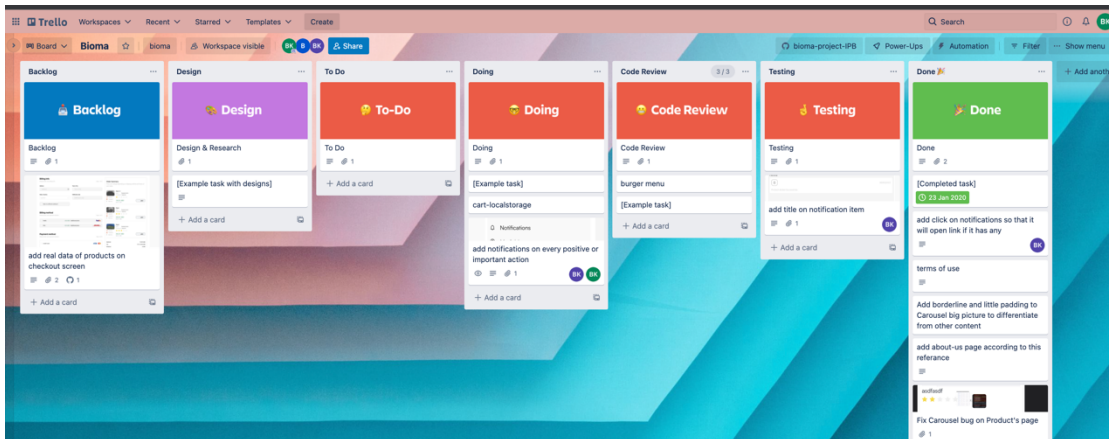 Trello Workspaces Recent Starred Templates Create Search BK
Board Bioma bioma Workspace visible BK B BK Share bioma-project-IPB Power-Ups Automation Filter Show menu
Backlog
Backlog
Backlog
1
add real data of products on
checkout screen
2 1
+ Add a card
Design
Design
Design & Research
1
[Example task with designs]
+ Add a card
To Do
To-Do
To Do
1
+ Add a card
Doing
Doing
Doing
1
[Example task]
cart-localstorage
Notifications
add notifications on every positive or
important action
1 BK BK
+ Add a card
Code Review 3/3
Code Review
Code Review
1
burger menu
[Example task]
+ Add a card
Testing
Testing
Testing
1
add title on notification item
1 BK
+ Add a card
Done 🎉
Done
Done
2
[Completed task]
23 Jan 2020
add click on notifications so that it
will open link if it has any
BK
terms of use
Add borderline and little padding to
Carousel big picture to differentiate
from other content
add about-us page according to this
referance
asdfasdf
Fix Carousel bug on Product's page
1
+ Add anoth